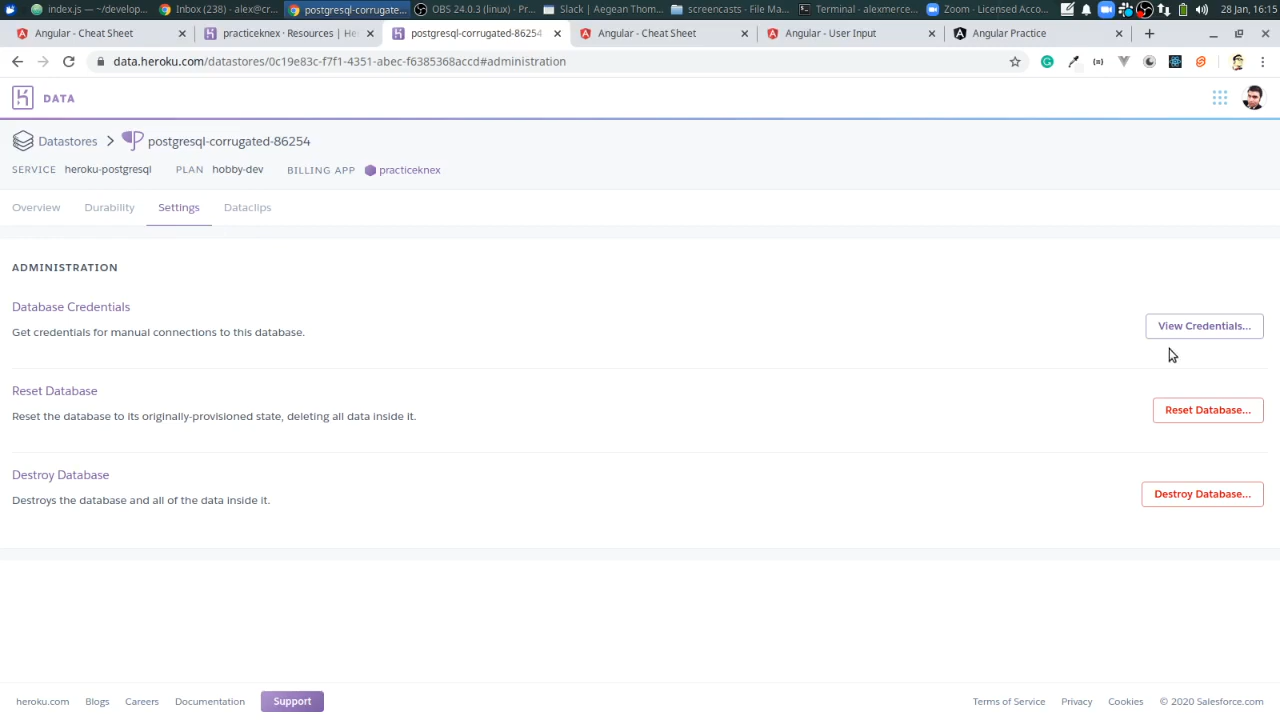 index.js — ~/develop... Inbox (238) - alex@cr... postgresql-corrugate... OBS 24.0.3 (linux) - Pr... Slack | Aegean Thom... screencasts - File Ma... Terminal - alexmerce... Zoom - Licensed Acco... 28 Jan, 16:15
Angular - Cheat Sheet practiceknex · Resources | He postgresql-corrugated-86254 Angular - Cheat Sheet Angular - User Input Angular Practice
data.heroku.com/datastores/0c19e83c-f7f1-4351-abec-f6385368accd#administration
DATA
Datastores > postgresql-corrugated-86254
SERVICE heroku-postgresql PLAN hobby-dev BILLING APP practiceknex
Overview Durability Settings Dataclips
ADMINISTRATION
Database Credentials
Get credentials for manual connections to this database.
View Credentials...
Reset Database
Reset the database to its originally-provisioned state, deleting all data inside it.
Reset Database...
Destroy Database
Destroys the database and all of the data inside it.
Destroy Database...
heroku.com Blogs Careers Documentation Support Terms of Service Privacy Cookies © 2020 Salesforce.com